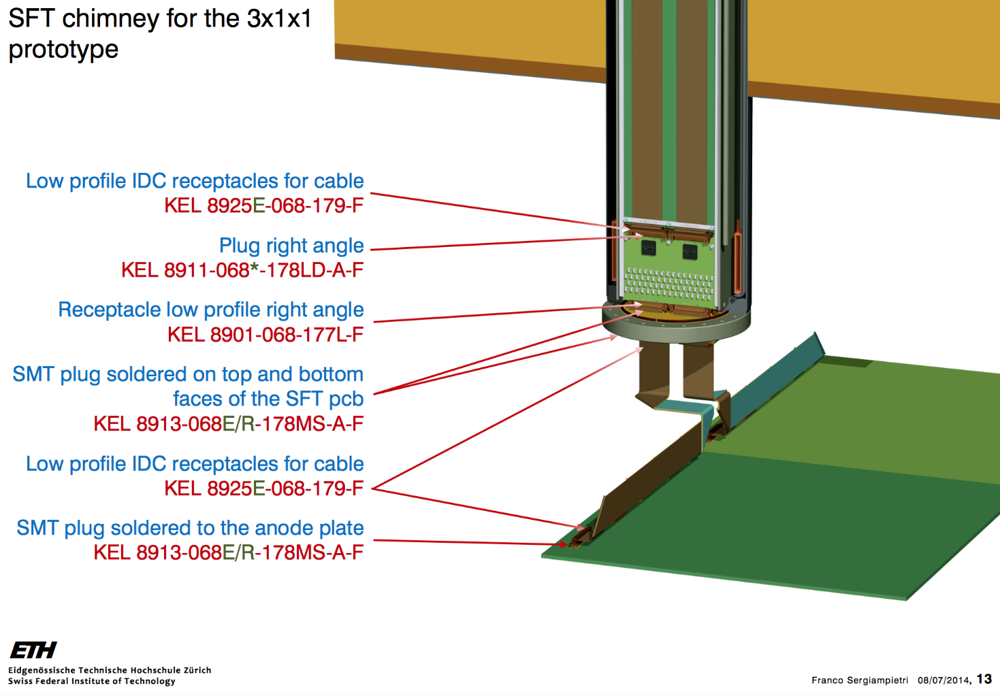 SFT chimney for the 3x1x1
prototype
Low profile IDC receptacles for cable
KEL 8925E-068-179-F
Plug right angle
KEL 8911-068*-178LD-A-F
Receptacle low profile right angle
KEL 8901-068-177L-F
SMT plug soldered on top and bottom
faces of the SFT pcb
KEL 8913-068E/R-178MS-A-F
Low profile IDC receptacles for cable
KEL 8925E-068-179-F
SMT plug soldered to the anode plate
KEL 8913-068E/R-178MS-A-F
ETH
Eidgenössische Technische Hochschule Zürich
Swiss Federal Institute of Technology
Franco Sergiampietri 08/07/2014, 13